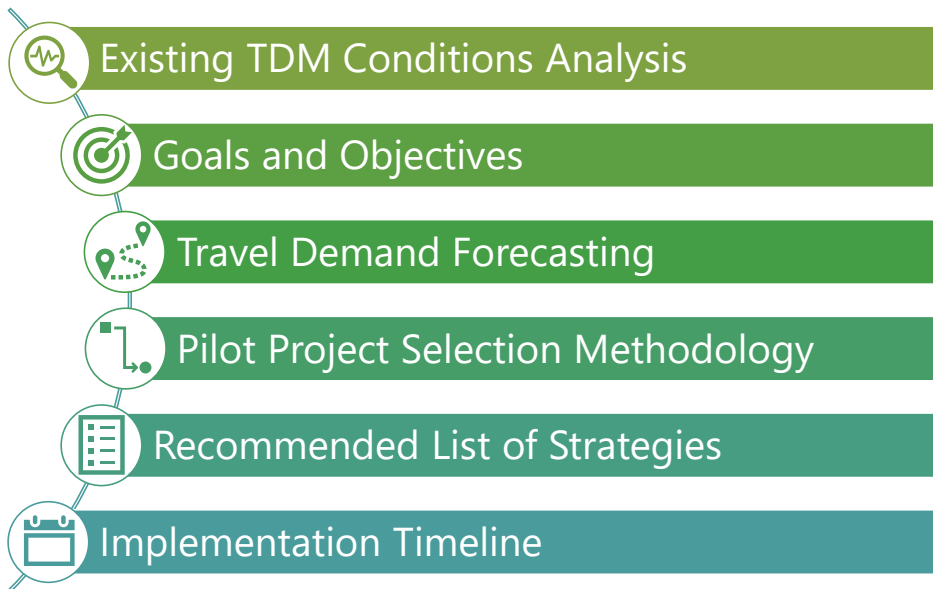 Existing TDM Conditions Analysis
Goals and Objectives
Travel Demand Forecasting
Pilot Project Selection Methodology
Recommended List of Strategies
Implementation Timeline